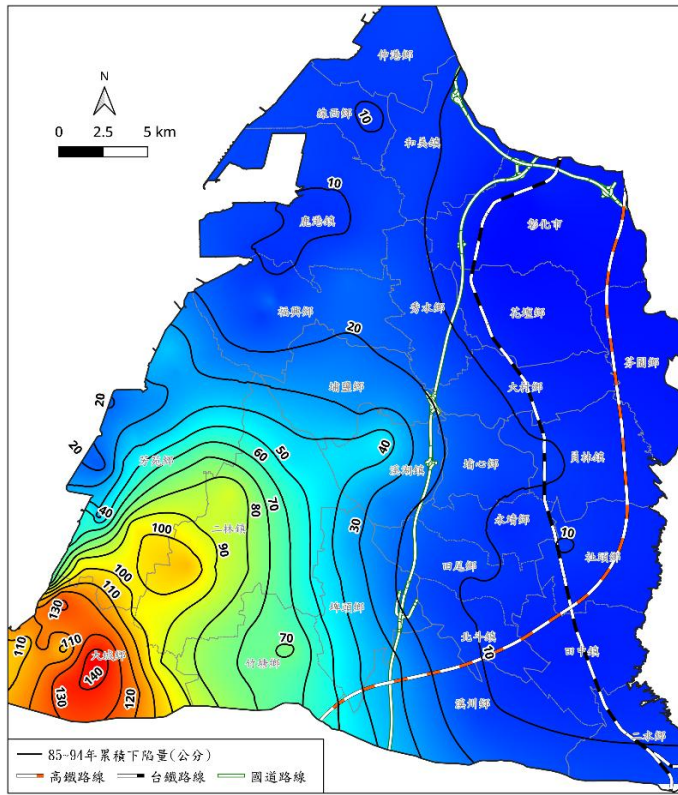 伸港鄉
N
線西鄉
10
0 2.5 5 km
和美鎮
10
鹿港鎮
彰化市
福興鄉
秀水鄉
花壇鄉
20
芬園鄉
埔鹽鄉
大村鄉
20
40
50
芳苑鄉
60
溪湖鎮
埔心鄉
員林鎮
20
70
80
40
永靖鄉
100
二林鎮
30
10
90
社頭鄉
100
田尾鄉
110
130
埤頭鄉
110
110
北斗鎮
70
大城鄉
竹塘鄉
10
田中鎮
140
130
120
溪州鄉
二水鄉
85~94年累積下陷量(公分)
高鐵路線 台鐵路線 國道路線